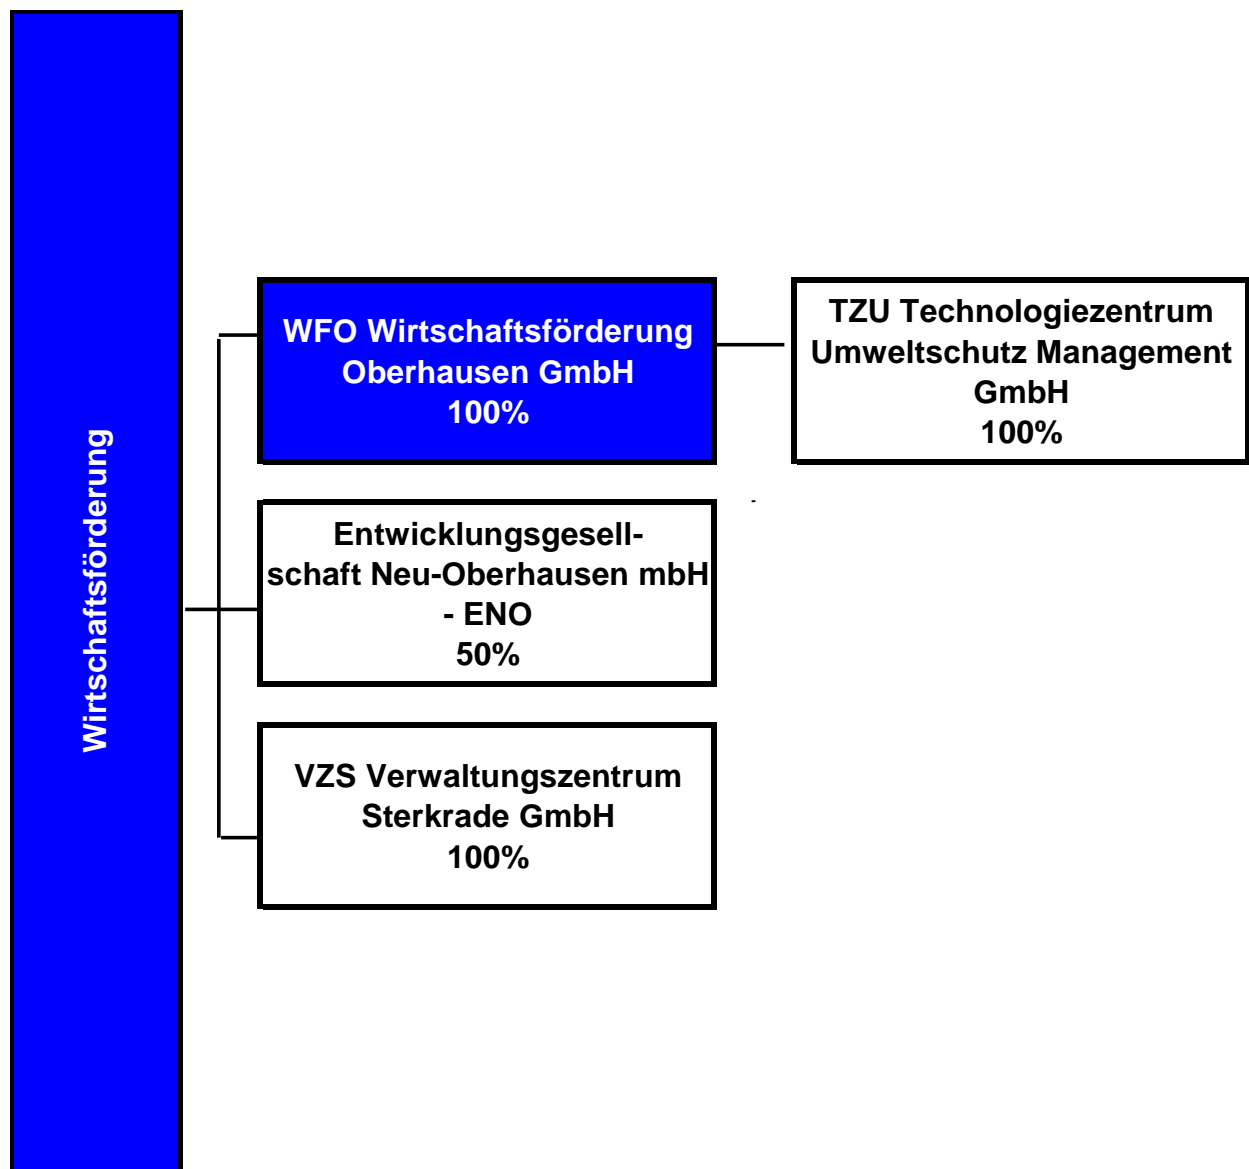 Wirtschaftsförderung
WFO Wirtschaftsförderung
Oberhausen GmbH
100%
TZU Technologiezentrum
Umweltschutz Management
GmbH
100%
Entwicklungsgesell-
schaft Neu-Oberhausen mbH
- ENO
50%
VZS Verwaltungszentrum
Sterkrade GmbH
100%